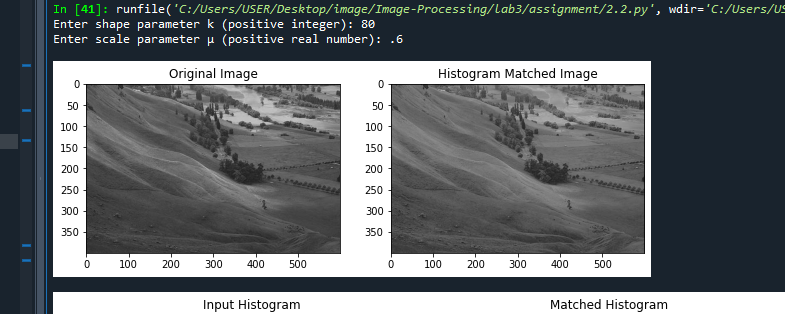 In [41]: runfile('C:/Users/USER/Desktop/image/Image-Processing/lab3/assignment/2.2.py', wdir='C:/Users/US
Enter shape parameter k (positive integer): 80
Enter scale parameter μ (positive real number): .6
Original Image
0
50
100
150
200
250
300
350
0 100 200 300 400 500
Histogram Matched Image
0
50
100
150
200
250
300
350
0 100 200 300 400 500
Input Histogram
Matched Histogram